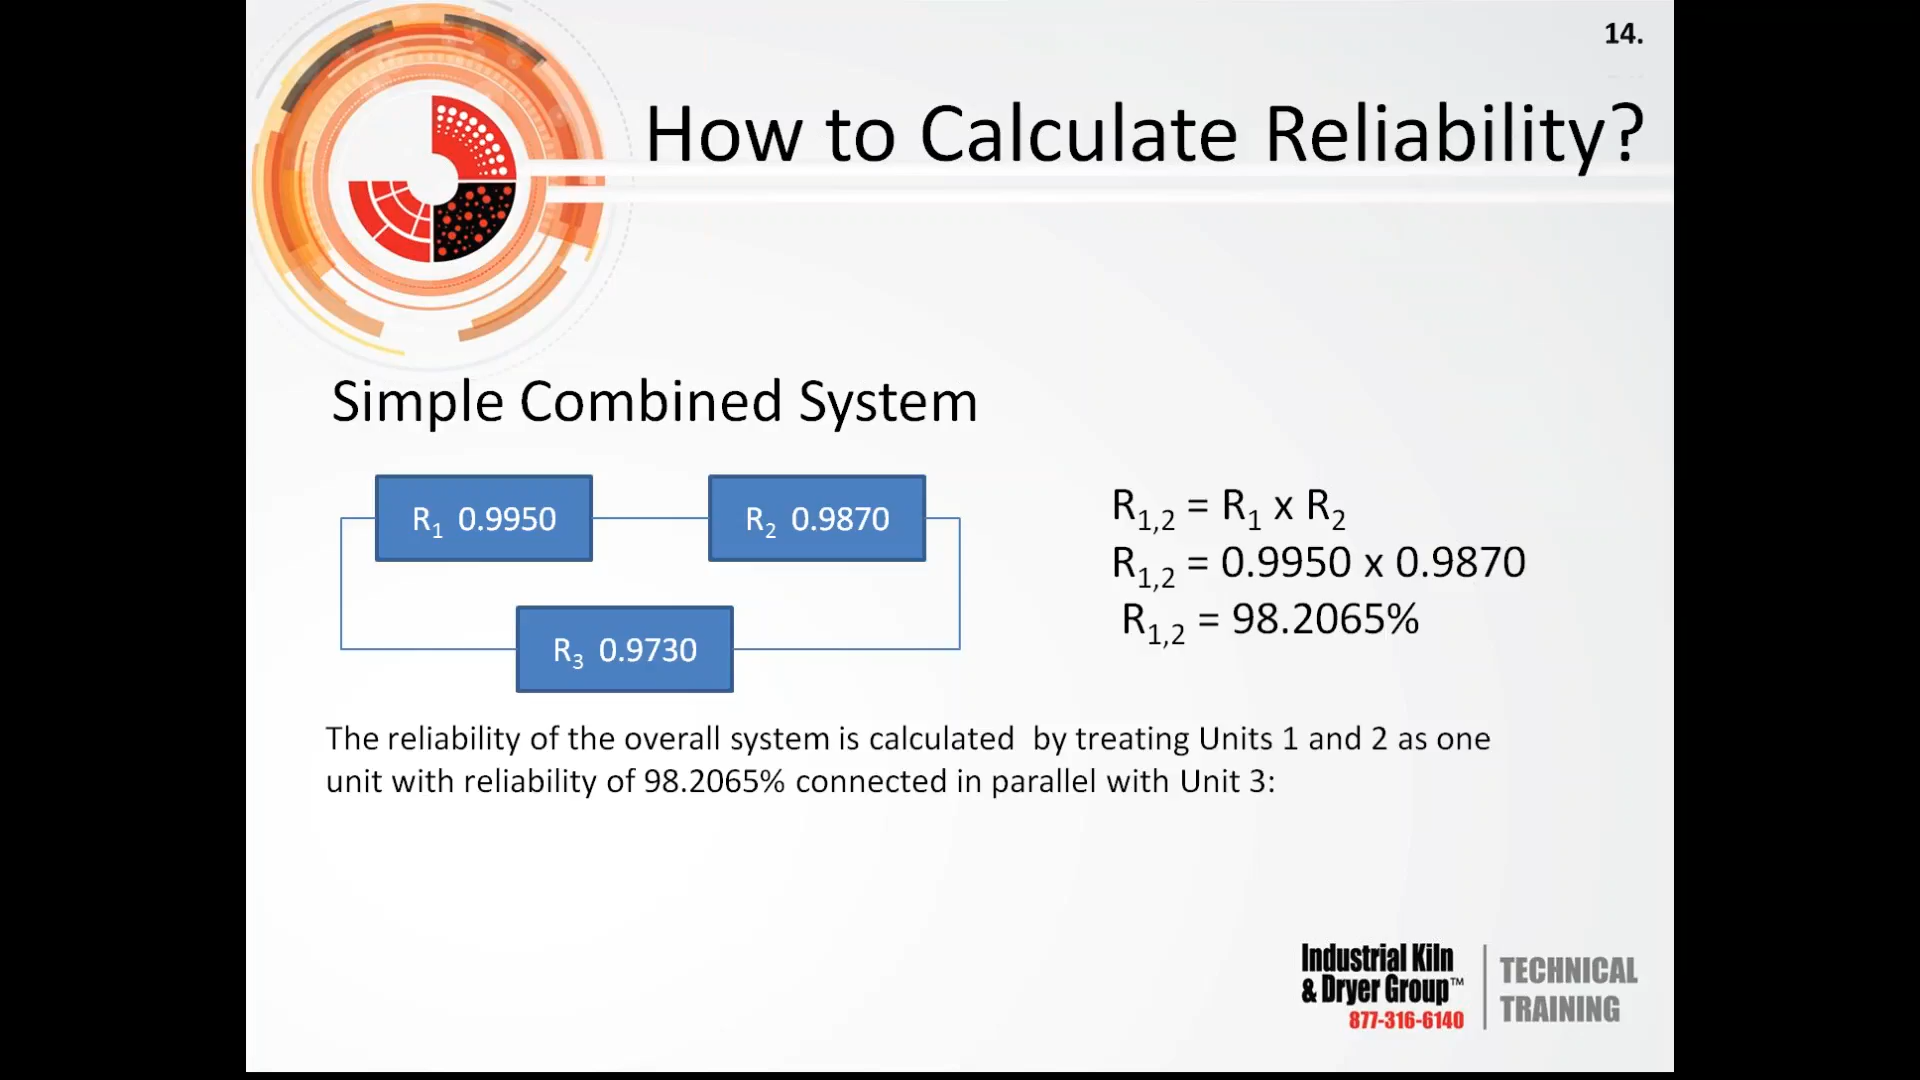 14.
How to Calculate Reliability?
Simple Combined System
R₁ 0.9950
R₂ 0.9870
R₃ 0.9730
R₁,₂ = R₁ x R₂
R₁,₂ = 0.9950 x 0.9870
R₁,₂ = 98.2065%
The reliability of the overall system is calculated by treating Units 1 and 2 as one
unit with reliability of 98.2065% connected in parallel with Unit 3:
Industrial Kiln
& Dryer Group™
877-316-6140
TECHNICAL
TRAINING